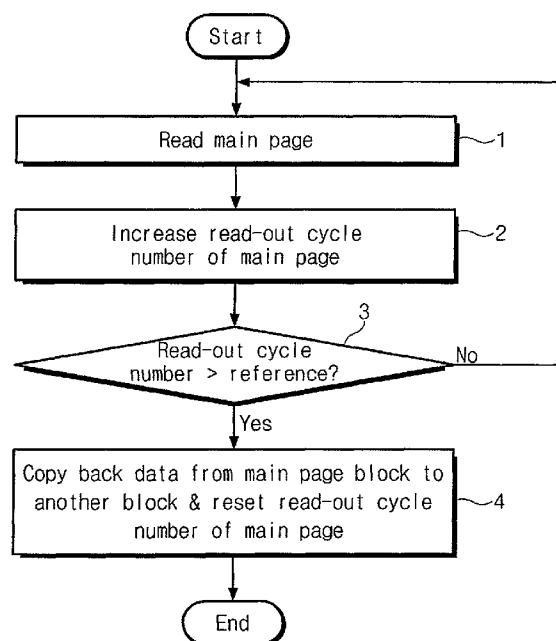 Start
Read main page
1
Increase read-out cycle
number of main page
2
Read-out cycle
number > reference?
3
No
Yes
Copy back data from main page block to
another block & reset read-out cycle
number of main page
4
End